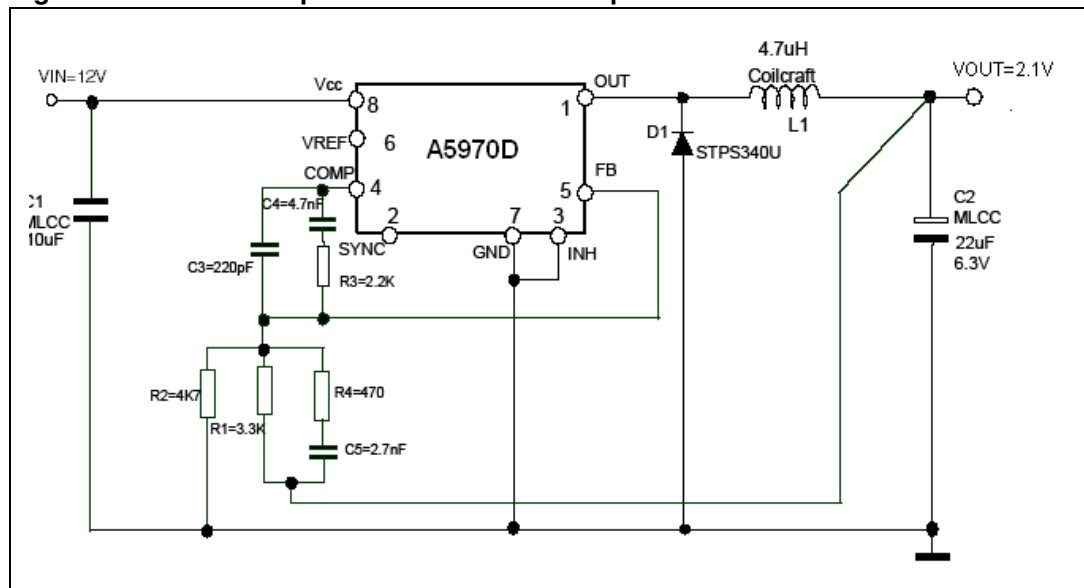 VIN=12V
Vcc
8
VREF
6
COMP
4
A5970D
OUT
1
FB
5
2
SYNC
7
GND
3
INH
4.7uH
Coilcraft
L1
VOUT=2.1V
D1
STPS340U
C2
MLCC
22uF
6.3V
C1
MLCC
10uF
C4=4.7nF
C3=220pF
R3=2.2K
R2=4K7
R1=3.3K
R4=470
C5=2.7nF